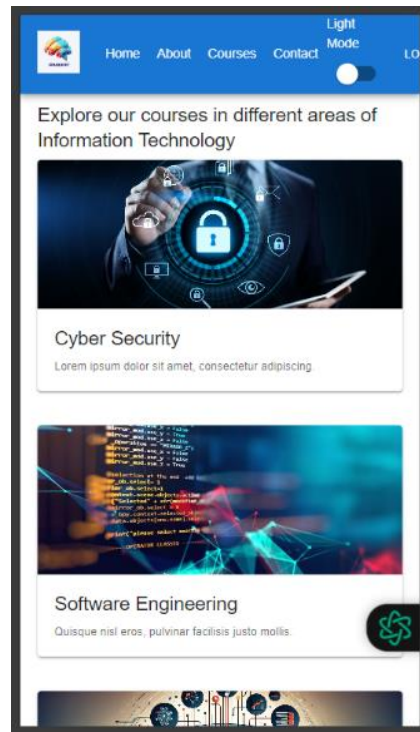 Home About Courses Contact
Light
Mode
LO
Explore our courses in different areas of
Information Technology
Cyber Security
Lorem ipsum dolor sit amet, consectetur adipiscing.
Software Engineering
Quisque nisl eros, pulvinar facilisis justo mollis.